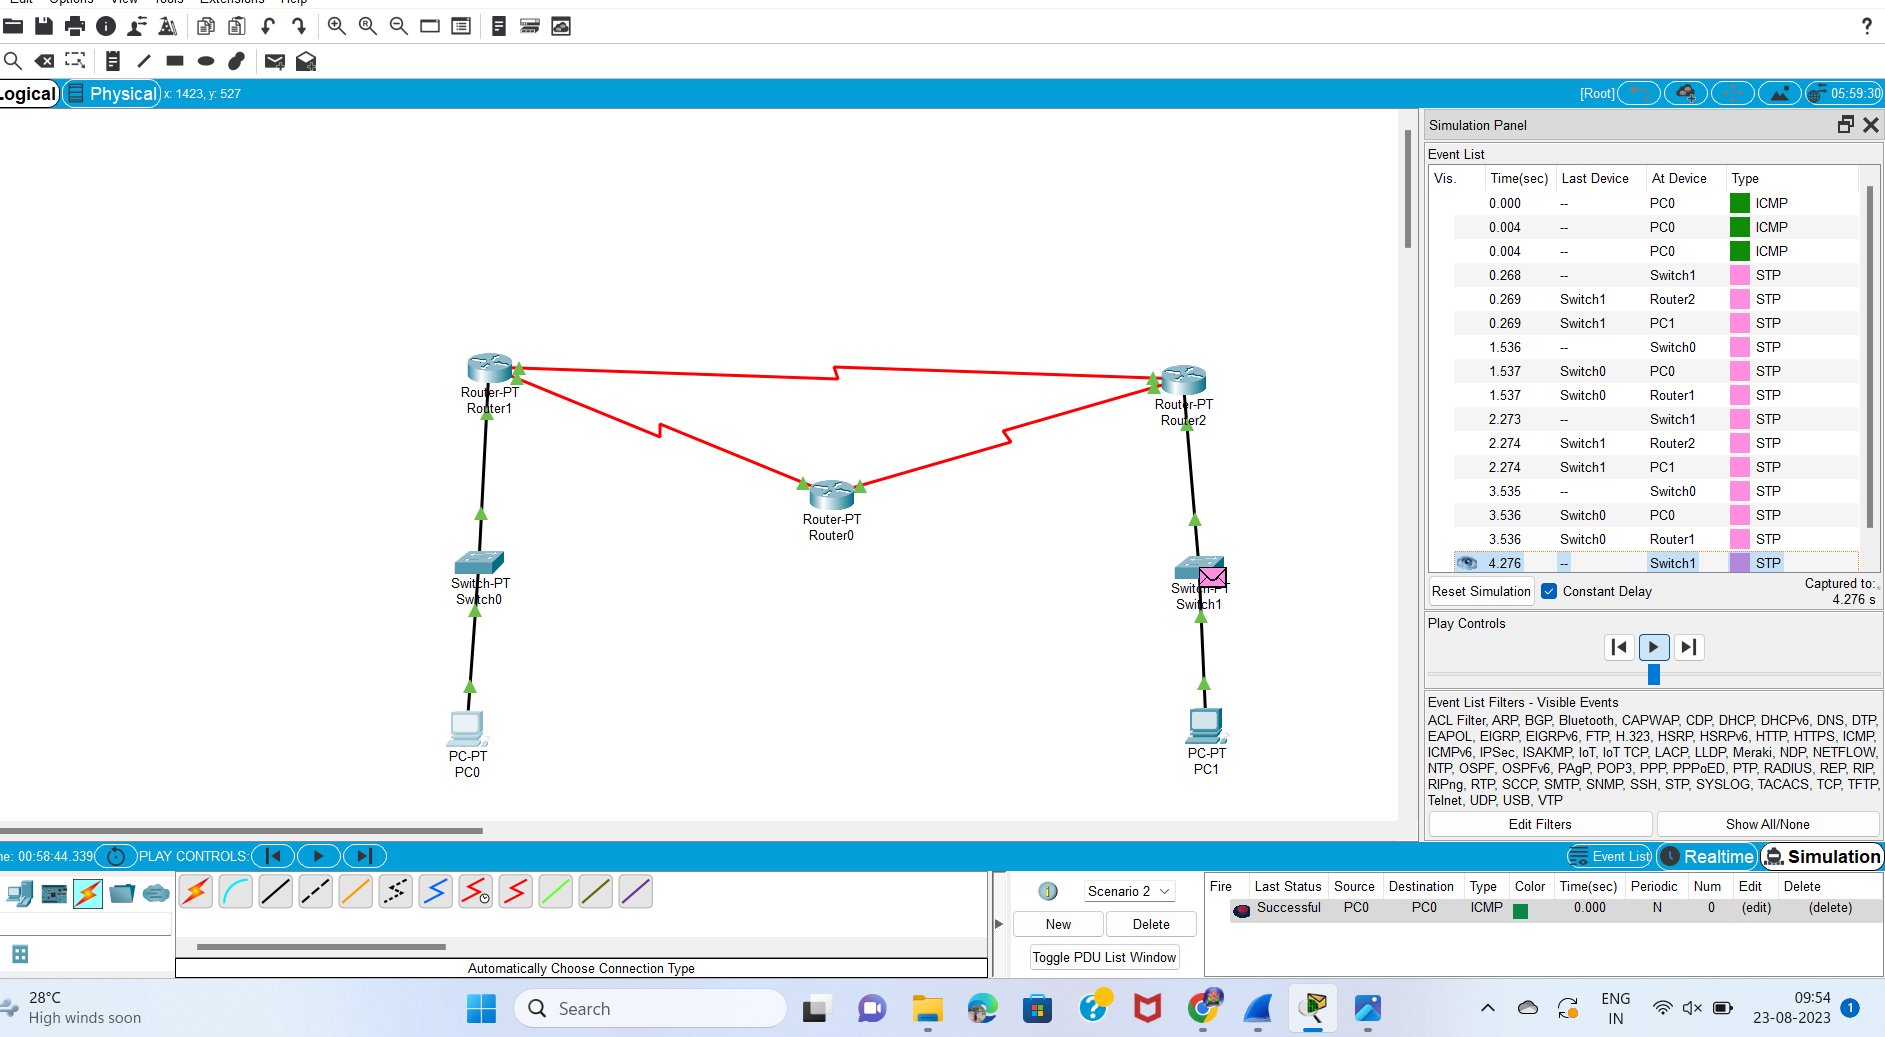 Edit Options View Tools Extensions Help
Logical Physical x: 1423, y: 527 [Root] 05:59:30
Simulation Panel
Event List
Vis. Time(sec) Last Device At Device Type
0.000 -- PC0 ICMP
0.004 -- PC0 ICMP
0.004 -- PC0 ICMP
0.268 -- Switch1 STP
0.269 Switch1 Router2 STP
0.269 Switch1 PC1 STP
1.536 -- Switch0 STP
1.537 Switch0 PC0 STP
1.537 Switch0 Router1 STP
2.273 -- Switch1 STP
2.274 Switch1 Router2 STP
2.274 Switch1 PC1 STP
3.535 -- Switch0 STP
3.536 Switch0 PC0 STP
3.536 Switch0 Router1 STP
4.276 -- Switch1 STP
Reset Simulation Constant Delay Captured to:
4.276 s
Play Controls
Event List Filters - Visible Events
ACL Filter, ARP, BGP, Bluetooth, CAPWAP, CDP, DHCP, DHCPv6, DNS, DTP,
EAPOL, EIGRP, EIGRPv6, FTP, H.323, HSRP, HSRPv6, HTTP, HTTPS, ICMP,
ICMPv6, IPSec, ISAKMP, IoT, IoT TCP, LACP, LLDP, Meraki, NDP, NETFLOW,
NTP, OSPF, OSPFv6, PAgP, POP3, PPP, PPPoED, PTP, RADIUS, REP, RIP,
RIPng, RTP, SCCP, SMTP, SNMP, SSH, STP, SYSLOG, TACACS, TCP, TFTP,
Telnet, UDP, USB, VTP
Edit Filters Show All/None
Router-PT
Router1
Router-PT
Router2
Router-PT
Router0
Switch-PT
Switch0
Switch-PT
Switch1
PC-PT
PC0
PC-PT
PC1
me: 00:58:44.339 PLAY CONTROLS: Event List Realtime Simulation
Automatically Choose Connection Type
Scenario 2
New Delete
Toggle PDU List Window
Fire Last Status Source Destination Type Color Time(sec) Periodic Num Edit Delete
Successful PC0 PC0 ICMP 0.000 N 0 (edit) (delete)
28°C
High winds soon
Search
ENG
IN
09:54
23-08-2023
1